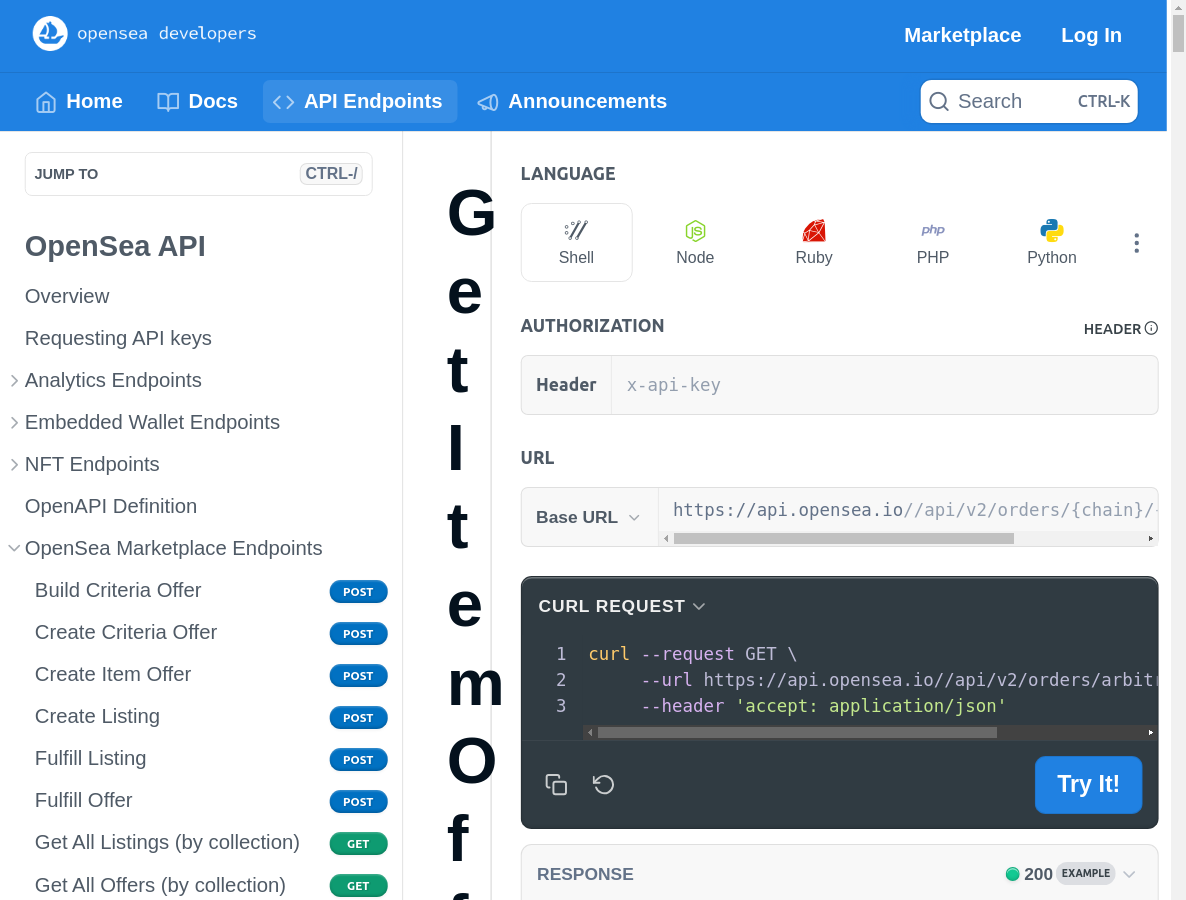 opensea developers
Marketplace
Log In
Home
Docs
API Endpoints
Announcements
Search
CTRL-K
JUMP TO
CTRL-/
OpenSea API
Overview
Requesting API keys
Analytics Endpoints
Embedded Wallet Endpoints
NFT Endpoints
OpenAPI Definition
OpenSea Marketplace Endpoints
Build Criteria Offer POST
Create Criteria Offer POST
Create Item Offer POST
Create Listing POST
Fulfill Listing POST
Fulfill Offer POST
Get All Listings (by collection) GET
Get All Offers (by collection) GET
G
e
t
I
t
e
m
O
f
LANGUAGE
Shell
Node
php
Ruby
PHP
Python
AUTHORIZATION
HEADER
Header
x-api-key
URL
Base URL
https://api.opensea.io//api/v2/orders/{chain}/
CURL REQUEST
1 curl --request GET \
2 --url https://api.opensea.io//api/v2/orders/arbitr
3 --header 'accept: application/json'
Try It!
RESPONSE
200 EXAMPLE